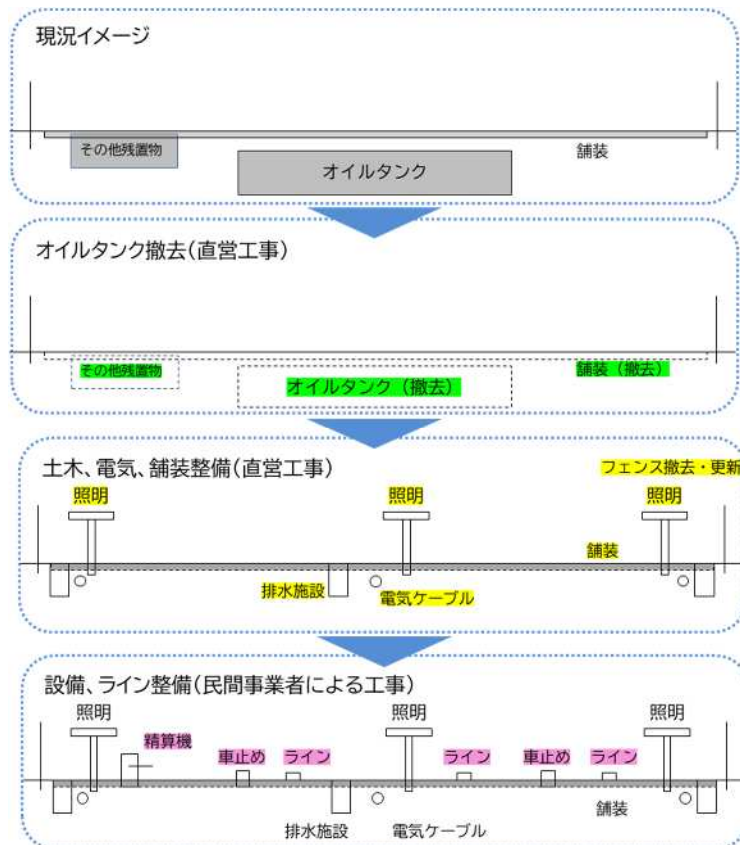 現況イメージ
その他残置物
舗装
オイルタンク
オイルタンク撤去(直営工事)
その他残置物
舗装（撤去）
オイルタンク（撤去）
土木、電気、舗装整備(直営工事)
フェンス撤去・更新
照明
照明
照明
舗装
排水施設
電気ケーブル
設備、ライン整備(民間事業者による工事)
照明
照明
照明
精算機
車止め
ライン
ライン
車止め
ライン
舗装
排水施設
電気ケーブル